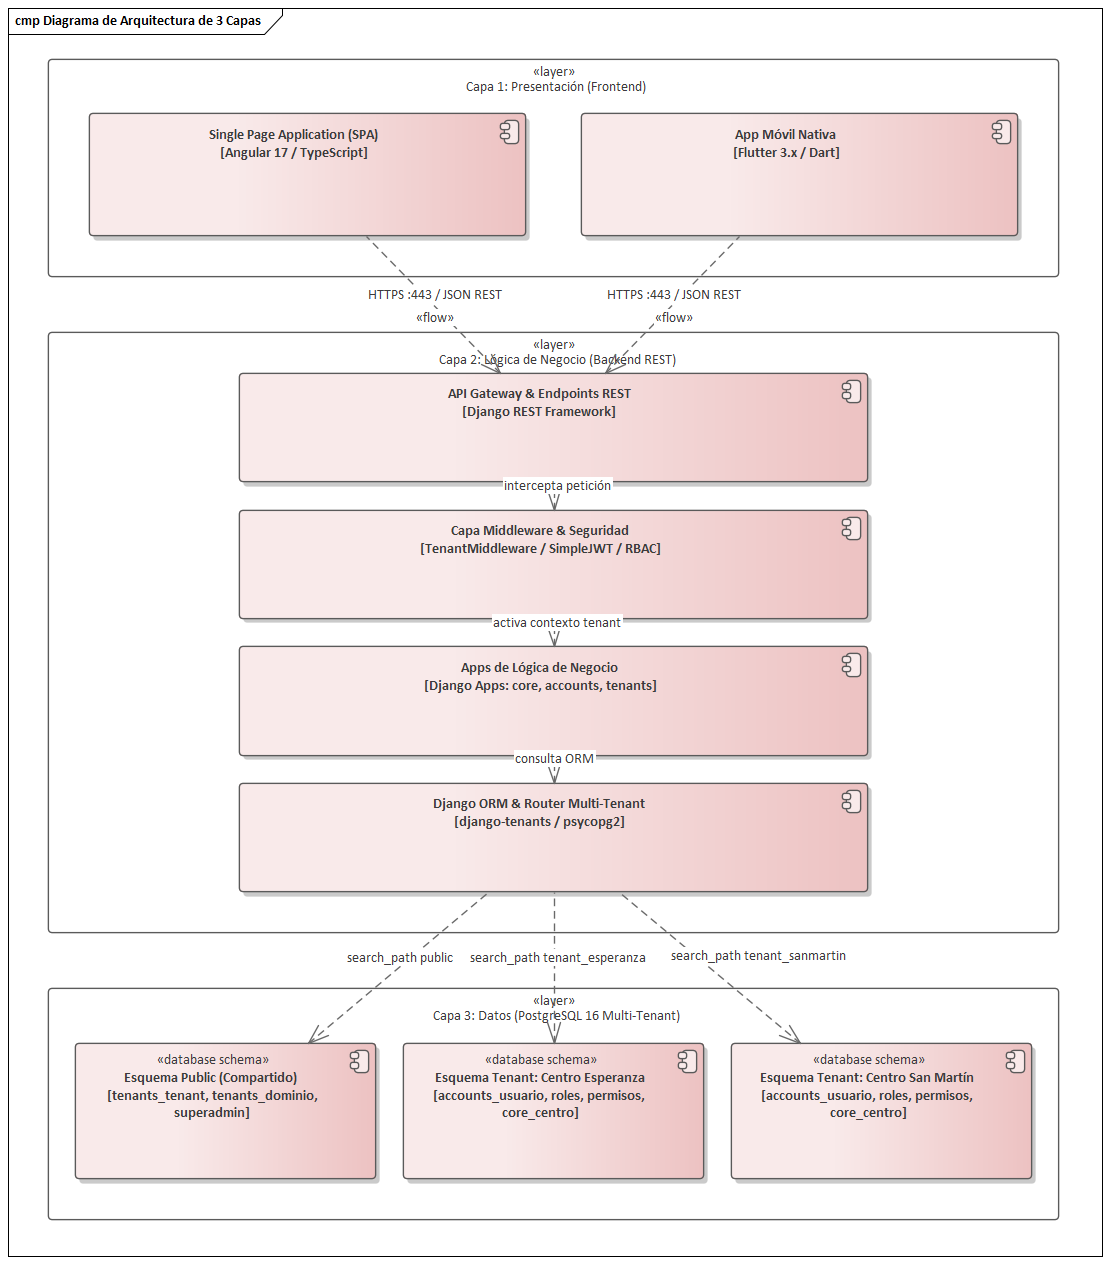 cmp Diagrama de Arquitectura de 3 Capas
«layer»
Capa 1: Presentación (Frontend)
Single Page Application (SPA)
[Angular 17 / TypeScript]
App Móvil Nativa
[Flutter 3.x / Dart]
HTTPS :443 / JSON REST
«flow»
HTTPS :443 / JSON REST
«flow»
«layer»
Capa 2: Lógica de Negocio (Backend REST)
API Gateway & Endpoints REST
[Django REST Framework]
intercepta petición
Capa Middleware & Seguridad
[TenantMiddleware / SimpleJWT / RBAC]
activa contexto tenant
Apps de Lógica de Negocio
[Django Apps: core, accounts, tenants]
consulta ORM
Django ORM & Router Multi-Tenant
[django-tenants / psycopg2]
search_path public
search_path tenant_esperanza
search_path tenant_sanmartin
«layer»
Capa 3: Datos (PostgreSQL 16 Multi-Tenant)
«database schema»
Esquema Public (Compartido)
[tenants_tenant, tenants_dominio,
superadmin]
«database schema»
Esquema Tenant: Centro Esperanza
[accounts_usuario, roles, permisos,
core_centro]
«database schema»
Esquema Tenant: Centro San Martín
[accounts_usuario, roles, permisos,
core_centro]